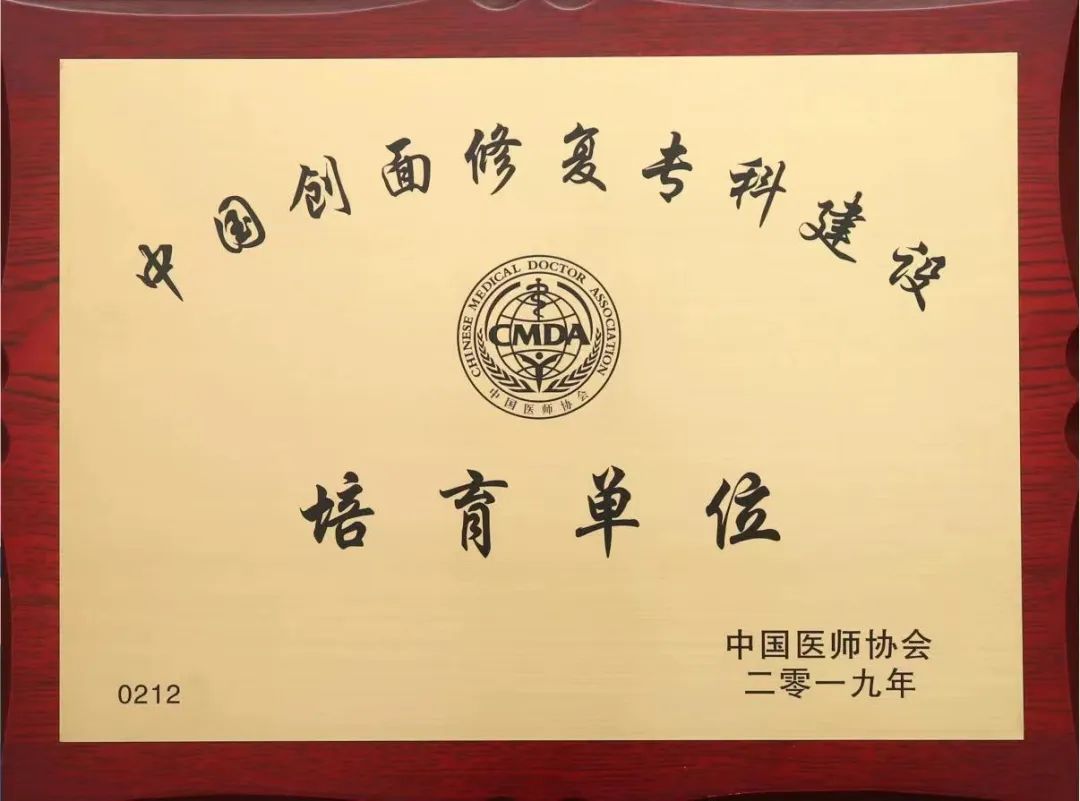 中国创面修复专科建设
CHINESE MEDICAL DOCTOR ASSOCIATION
CMDA
中国医师协会
培育单位
中国医师协会
二零一九年
0212